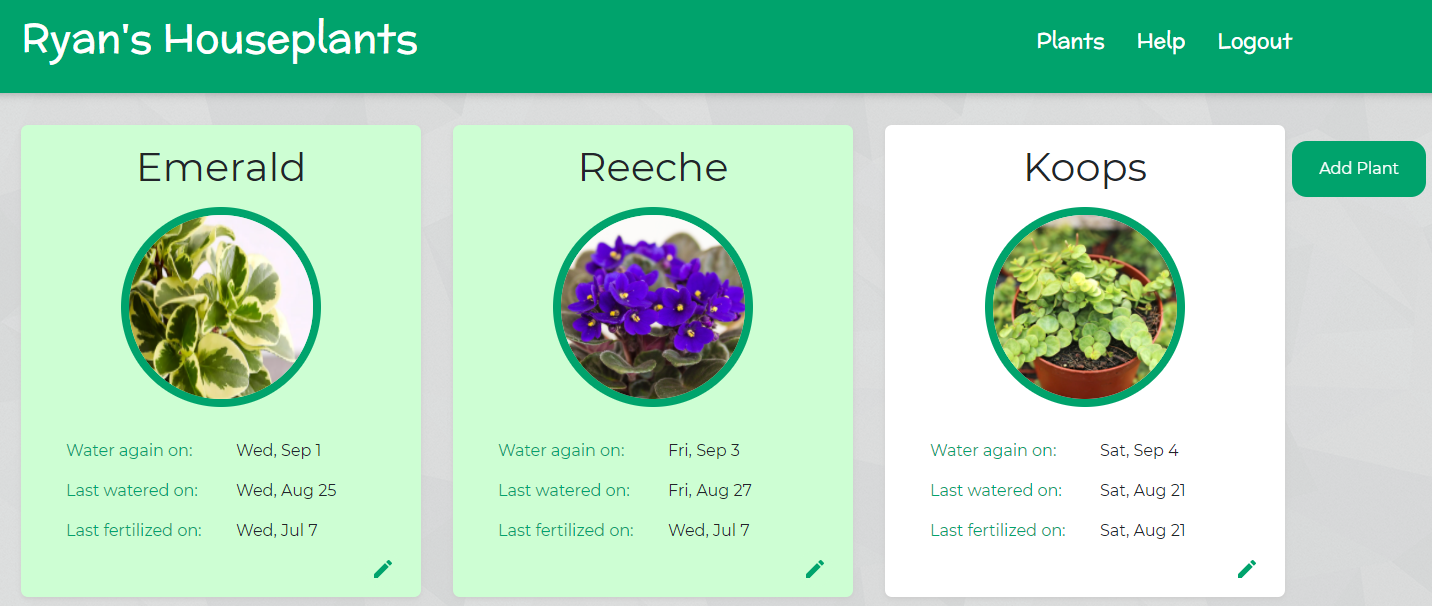 Ryan's Houseplants
Plants Help Logout
Emerald
Water again on: Wed, Sep 1
Last watered on: Wed, Aug 25
Last fertilized on: Wed, Jul 7
Reeche
Water again on: Fri, Sep 3
Last watered on: Fri, Aug 27
Last fertilized on: Wed, Jul 7
Koops
Water again on: Sat, Sep 4
Last watered on: Sat, Aug 21
Last fertilized on: Sat, Aug 21
Add Plant